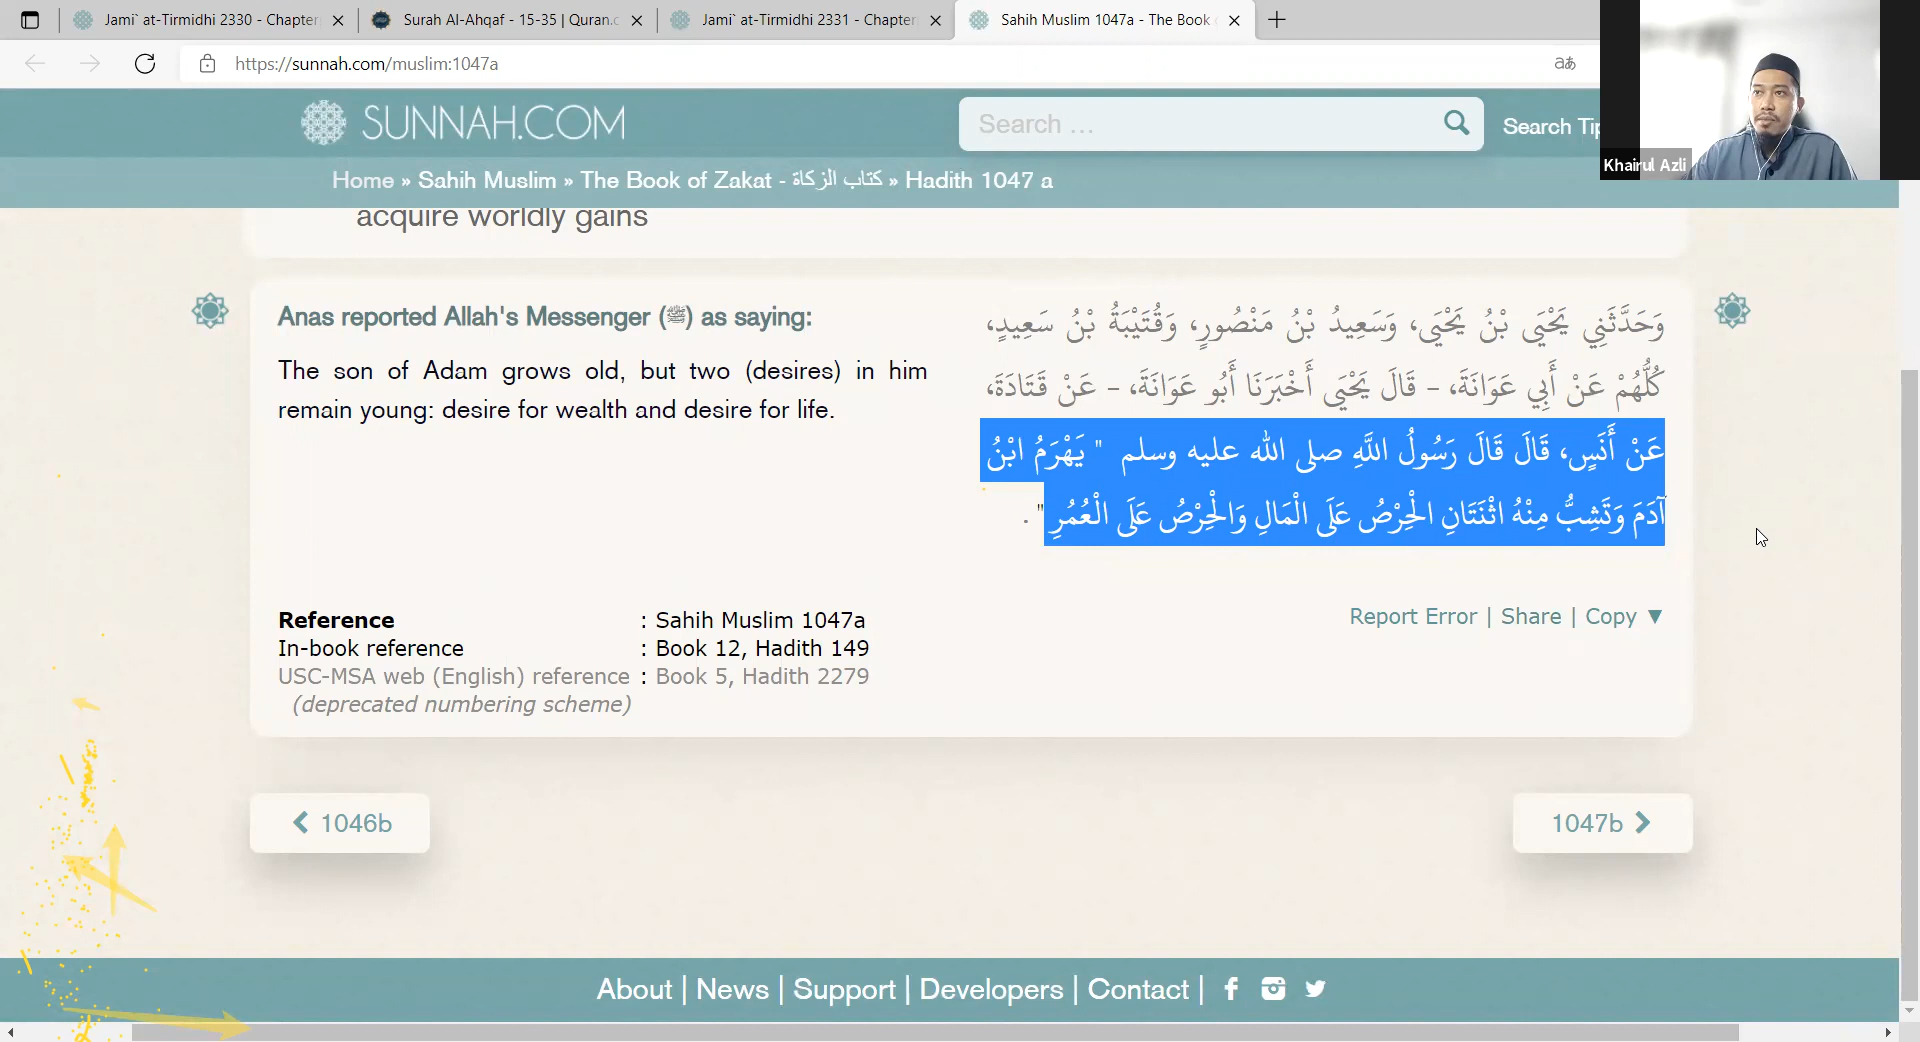 Jami` at-Tirmidhi 2330 - Chapter
Surah Al-Ahqaf - 15-35 | Quran.c
Jami` at-Tirmidhi 2331 - Chapter
Sahih Muslim 1047a - The Book
https://sunnah.com/muslim:1047a
aあ
SUNNAH.COM
Search ...
Search Tip
Khairul Azli
Home » Sahih Muslim » The Book of Zakat - كتاب الزكاة » Hadith 1047 a
acquire worldly gains
Anas reported Allah's Messenger (ﷺ) as saying:
The son of Adam grows old, but two (desires) in him
remain young: desire for wealth and desire for life.
وَحَدَّثَنِي يَحْيَى بْنُ يَحْيَى، وَسَعِيدُ بْنُ مَنْصُورٍ، وَقُتَيْبَةُ بْنُ سَعِيدٍ،
كُلُّهُمْ عَنْ أَبِي عَوَانَةَ، - قَالَ يَحْيَى أَخْبَرَنَا أَبُو عَوَانَةَ، - عَنْ قَتَادَةَ،
عَنْ أَنَسٍ، قَالَ قَالَ رَسُولُ اللَّهِ صلى الله عليه وسلم " يَهْرَمُ ابْنُ
آدَمَ وَتَشِبُّ مِنْهُ اثْنَتَانِ الْحِرْصُ عَلَى الْمَالِ وَالْحِرْصُ عَلَى الْعُمُرِ " .
Reference : Sahih Muslim 1047a
In-book reference : Book 12, Hadith 149
USC-MSA web (English) reference : Book 5, Hadith 2279
(deprecated numbering scheme)
Report Error | Share | Copy ▼
1046b
1047b
About | News | Support | Developers | Contact |